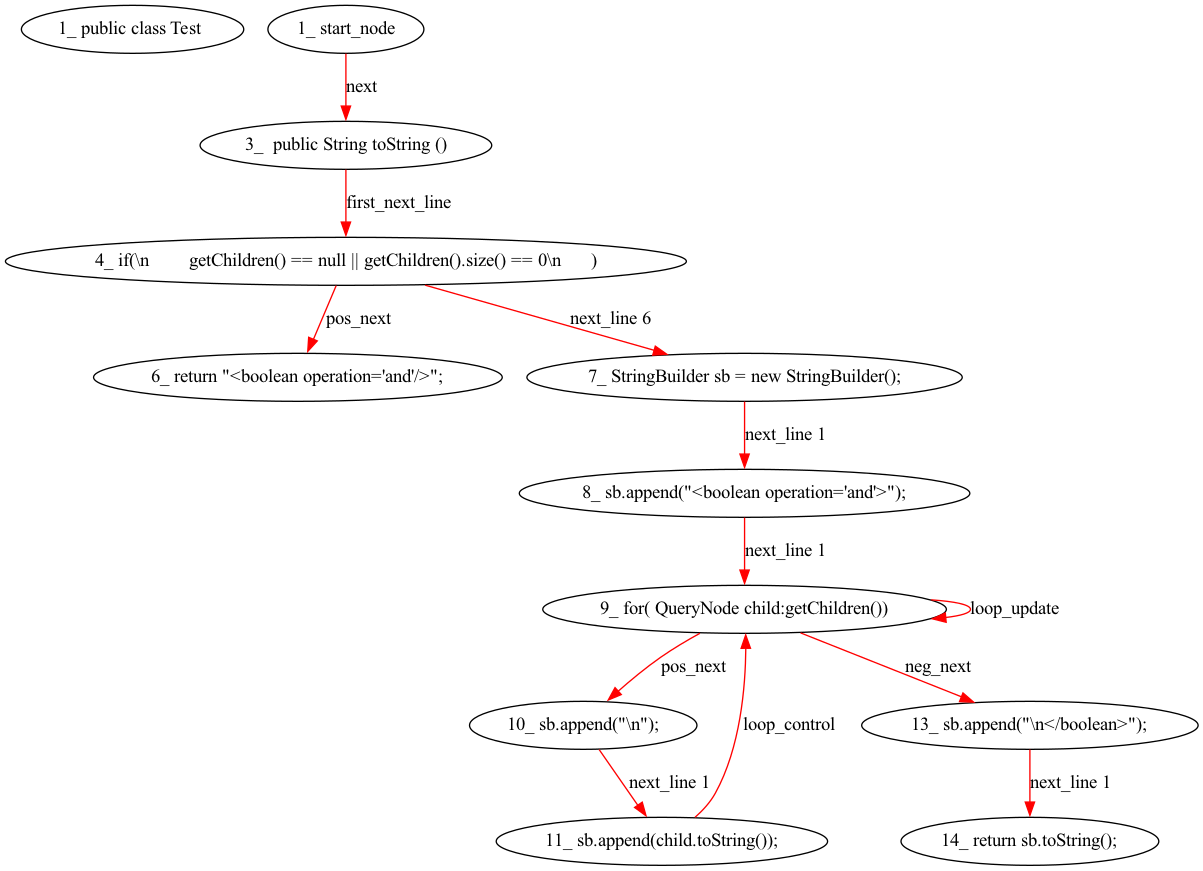 1_ public class Test
1_ start_node
next
3_  public String toString ()
first_next_line
4_ if(\n         getChildren() == null || getChildren().size() == 0\n       )
pos_next
next_line 6
6_ return "<boolean operation='and'/>";
7_ StringBuilder sb = new StringBuilder();
next_line 1
8_ sb.append("<boolean operation='and'>");
next_line 1
9_ for( QueryNode child:getChildren())
loop_update
pos_next
neg_next
10_ sb.append("\n");
loop_control
13_ sb.append("\n</boolean>");
next_line 1
next_line 1
11_ sb.append(child.toString());
14_ return sb.toString();